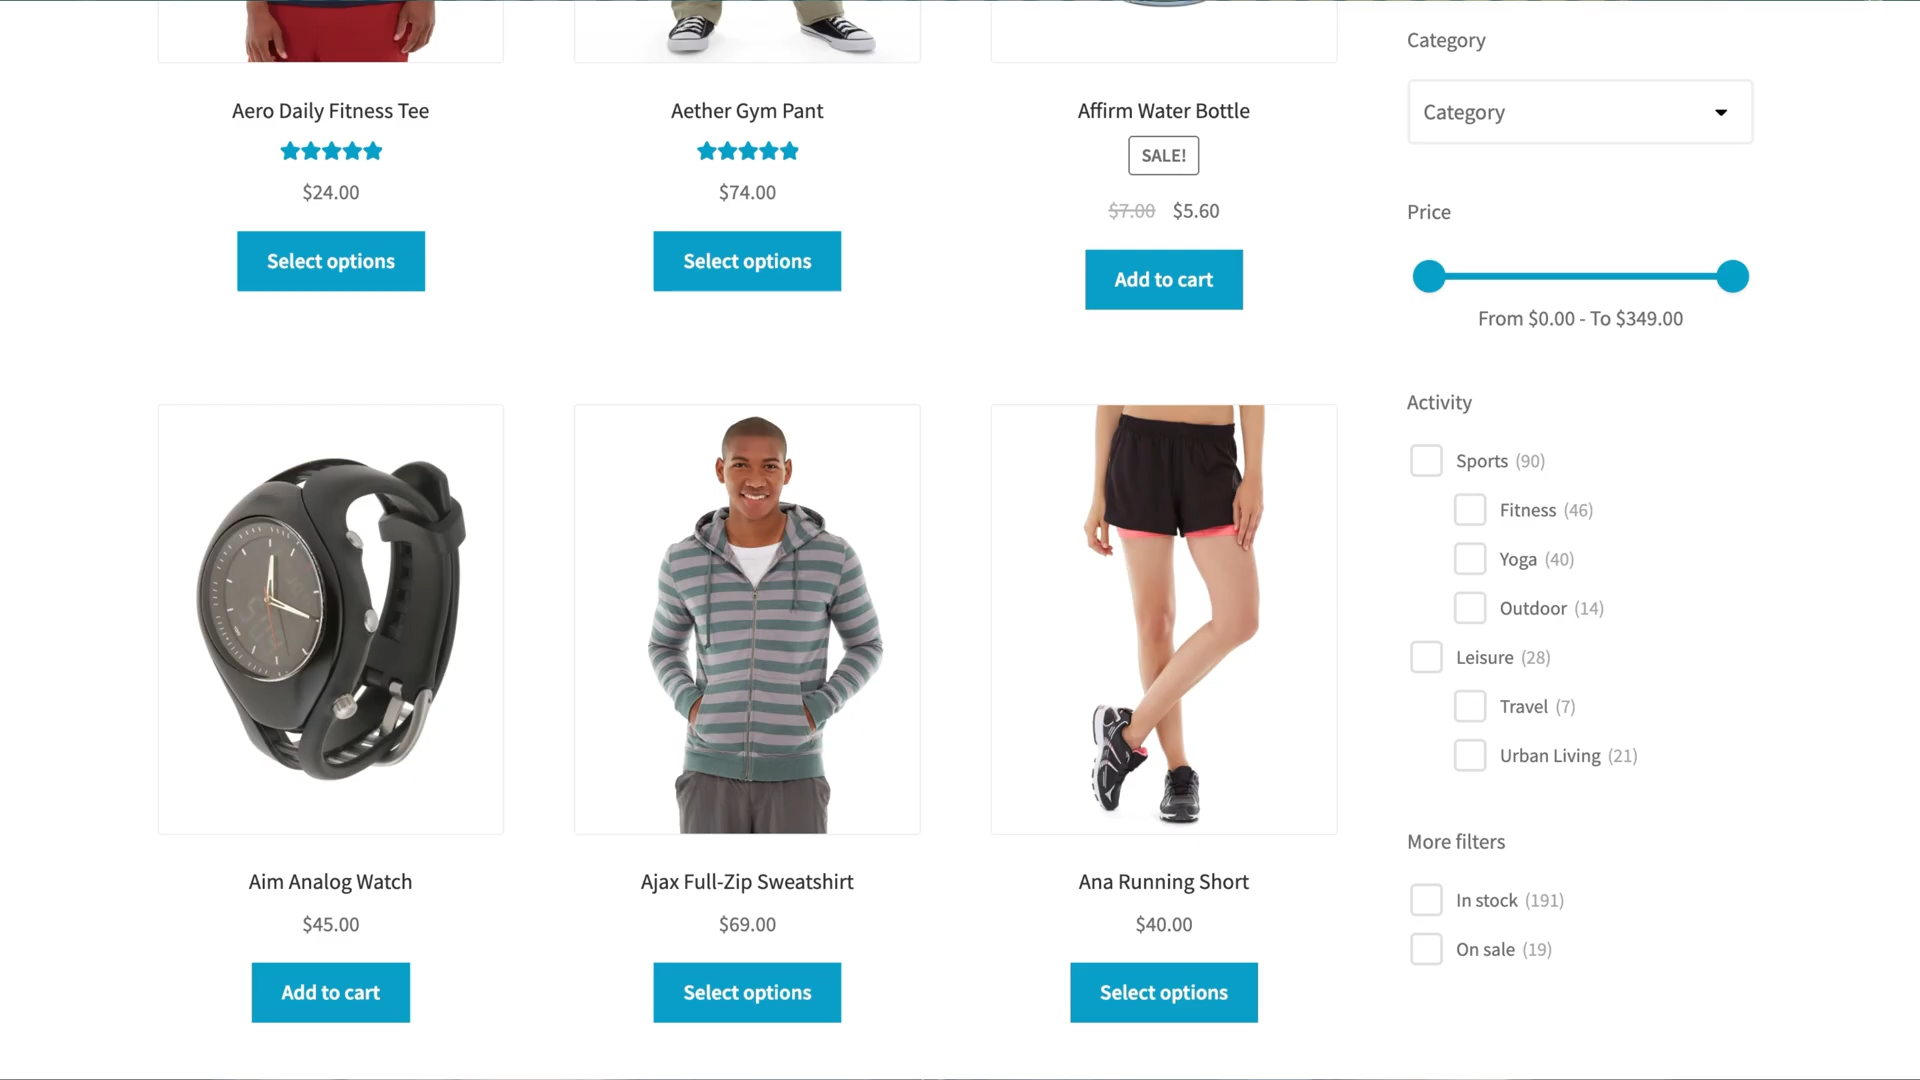 Aero Daily Fitness Tee
$24.00
Select options
Aether Gym Pant
$74.00
Select options
Affirm Water Bottle
SALE!
$7.00 $5.60
Add to cart
Aim Analog Watch
$45.00
Add to cart
Ajax Full-Zip Sweatshirt
$69.00
Select options
Ana Running Short
$40.00
Select options
Category
Category
Price
From $0.00 - To $349.00
Activity
Sports (90)
Fitness (46)
Yoga (40)
Outdoor (14)
Leisure (28)
Travel (7)
Urban Living (21)
More filters
In stock (191)
On sale (19)